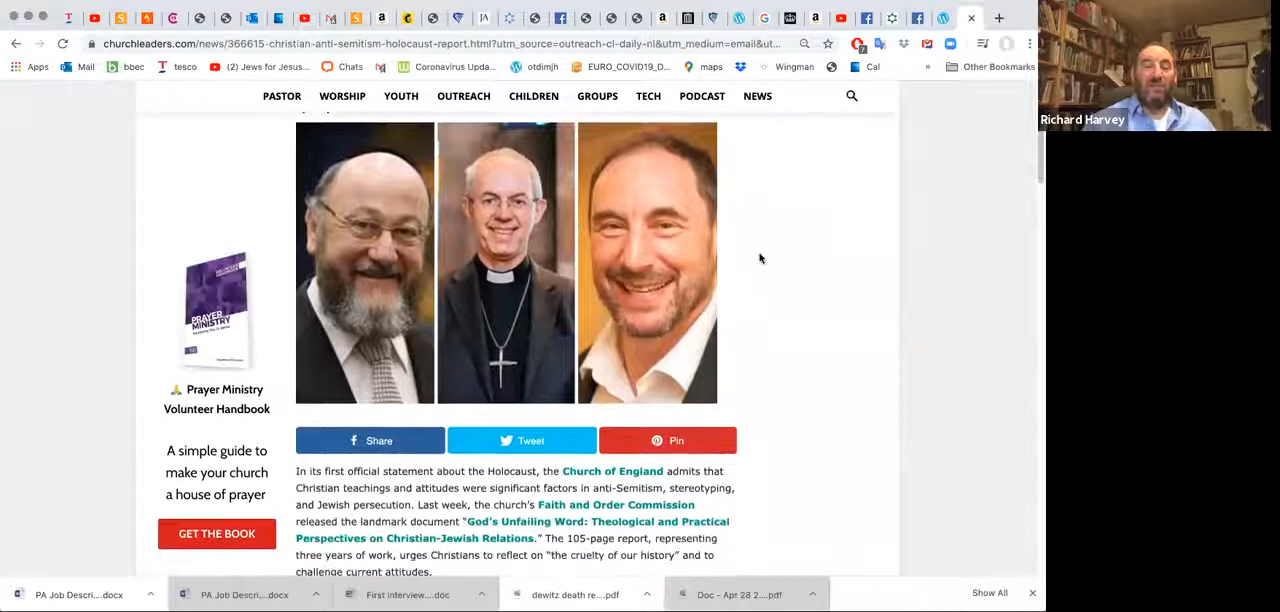 churchleaders.com/news/366615-christian-anti-semitism-holocaust-report.html?utm_source=outreach-cl-daily-nl&utm_medium=email&ut...
Apps
Mail
bbec
tesco
(2) Jews for Jesus...
Chats
Coronavirus Upda...
otdimjh
EURO_COVID19_D...
maps
Wingman
Cal
»
Other Bookmarks
Richard Harvey
PASTOR
WORSHIP
YOUTH
OUTREACH
CHILDREN
GROUPS
TECH
PODCAST
NEWS
PRAYER
MINISTRY
Prayer Ministry
Volunteer Handbook
A simple guide to
make your church
a house of prayer
GET THE BOOK
Share
Tweet
Pin
In its first official statement about the Holocaust, the Church of England admits that
Christian teachings and attitudes were significant factors in anti-Semitism, stereotyping,
and Jewish persecution. Last week, the church's Faith and Order Commission
released the landmark document "God's Unfailing Word: Theological and Practical
Perspectives on Christian-Jewish Relations." The 105-page report, representing
three years of work, urges Christians to reflect on "the cruelty of our history" and to
challenge current attitudes.
PA Job Descri....docx
PA Job Descri....docx
First interview....doc
dewitz death re....pdf
Doc - Apr 28 2....pdf
Show All